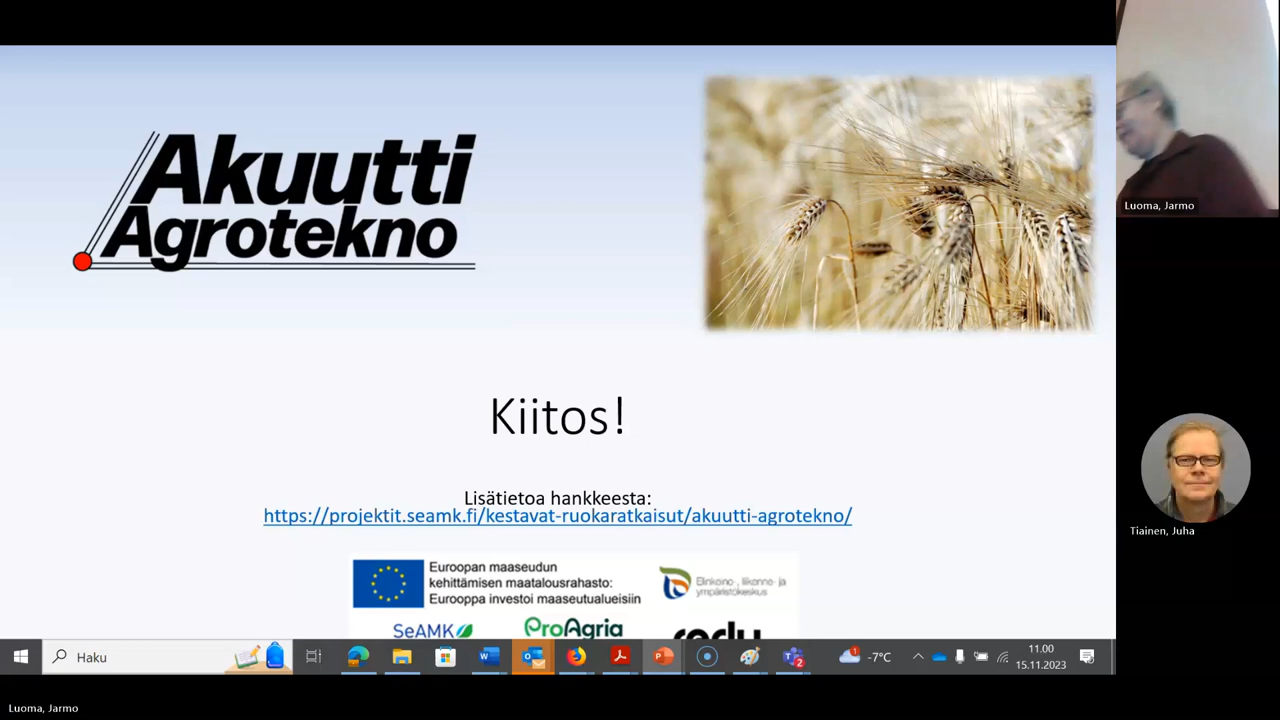 Akuutti
Agrotekno
Kiitos!
Lisätietoa hankkeesta:
https://projektit.seamk.fi/kestavat-ruokaratkaisut/akuutti-agrotekno/
Euroopan maaseudun
kehittämisen maatalousrahasto:
Eurooppa investoi maaseutualueisiin
Elinkeino-, liikenne- ja
ympäristökeskus
SeAMK
ProAgria
Haku
-7°C
11.00
15.11.2023
Luoma, Jarmo
Tiainen, Juha
Luoma, Jarmo